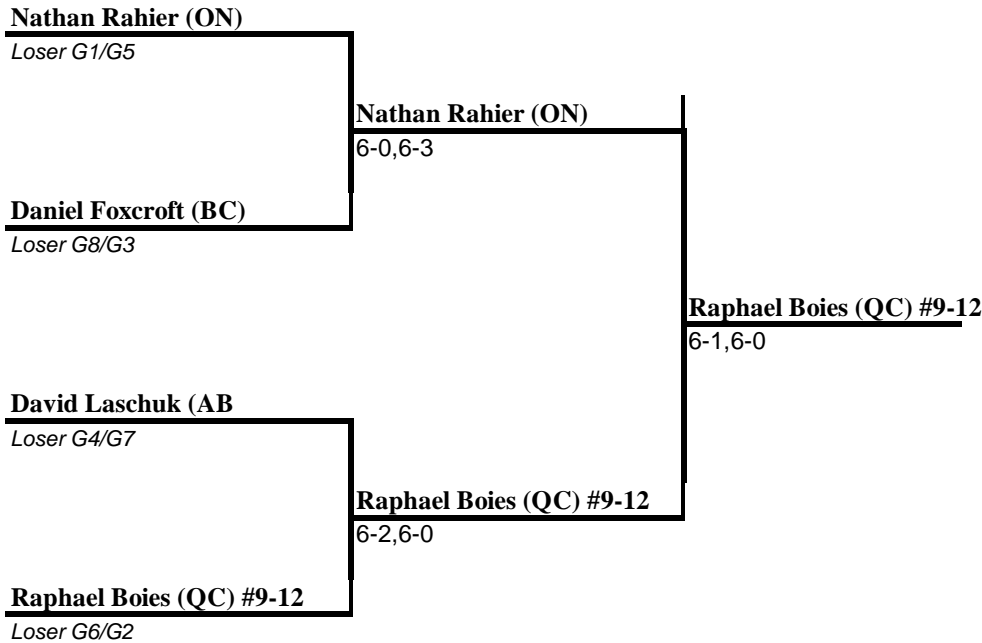 Nathan Rahier (ON)
Loser G1/G5
Nathan Rahier (ON)
6-0,6-3
Daniel Foxcroft (BC)
Loser G8/G3
Raphael Boies (QC) #9-12
6-1,6-0
David Laschuk (AB
Loser G4/G7
Raphael Boies (QC) #9-12
6-2,6-0
Raphael Boies (QC) #9-12
Loser G6/G2